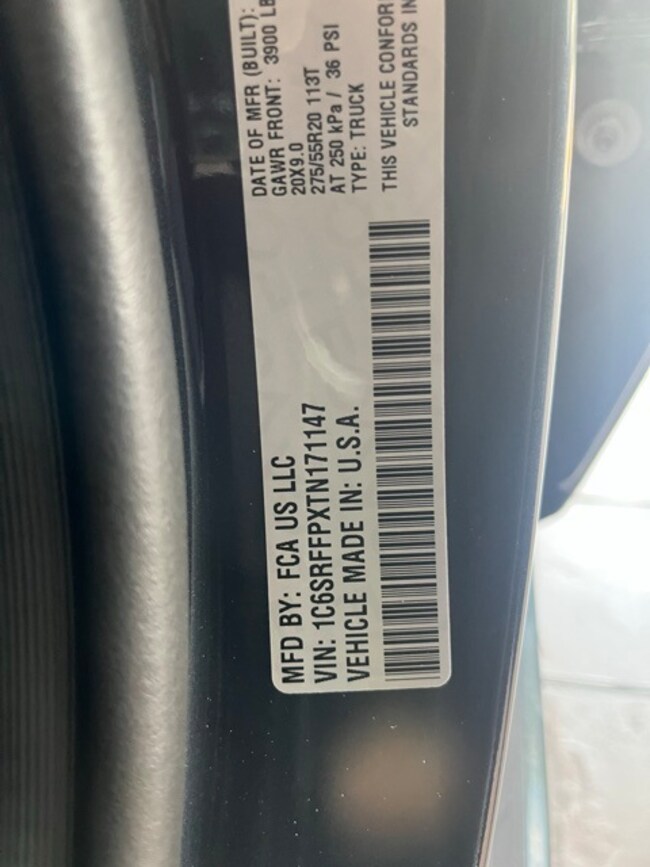 MFD BY: FCA US LLC
VIN: 1C6SRFFPXTN171147
VEHICLE MADE IN: U.S.A.
DATE OF MFR (BUILT):
GAWR FRONT: 3900 LB
20X9.0
275/55R20 113T
AT 250 kPa / 36 PSI
TYPE: TRUCK
THIS VEHICLE CONFOR
STANDARDS IN